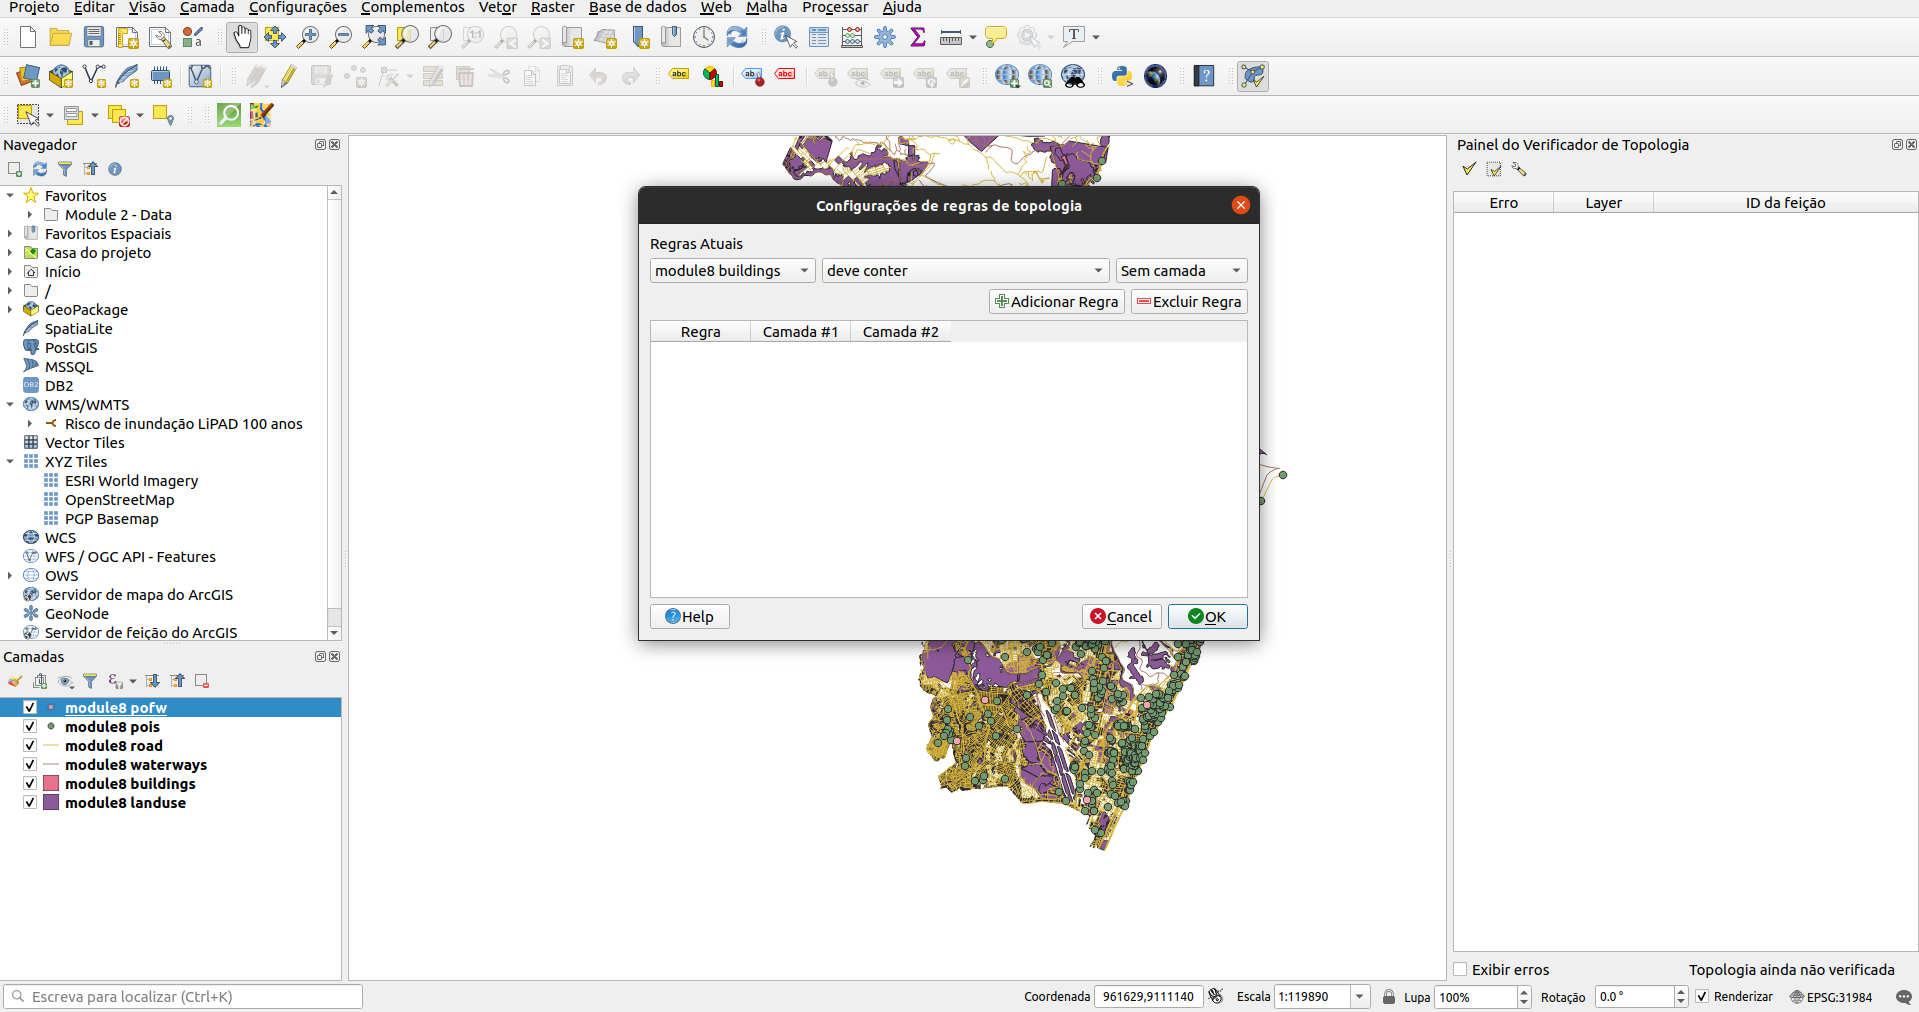 Projeto Editar Visão Camada Configurações Complementos Vetor Raster Base de dados Web Malha Processar Ajuda
Navegador
Favoritos
Module 2 - Data
Favoritos Espaciais
Casa do projeto
Início
/
GeoPackage
SpatiaLite
PostGIS
MSSQL
DB2
WMS/WMTS
Risco de inundação LiPAD 100 anos
Vector Tiles
XYZ Tiles
ESRI World Imagery
OpenStreetMap
PGP Basemap
WCS
WFS / OGC API - Features
OWS
Servidor de mapa do ArcGIS
GeoNode
Servidor de feição do ArcGIS
Camadas
module8 pofw
module8 pois
module8 road
module8 waterways
module8 buildings
module8 landuse
Configurações de regras de topologia
Regras Atuais
module8 buildings deve conter Sem camada
Adicionar Regra Excluir Regra
Regra Camada #1 Camada #2
Help Cancel OK
Painel do Verificador de Topologia
Erro Layer ID da feição
Exibir erros Topologia ainda não verificada
Escreva para localizar (Ctrl+K) Coordenada 961629,9111140 Escala 1:119890 Lupa 100% Rotação 0.0 ° Renderizar EPSG:31984